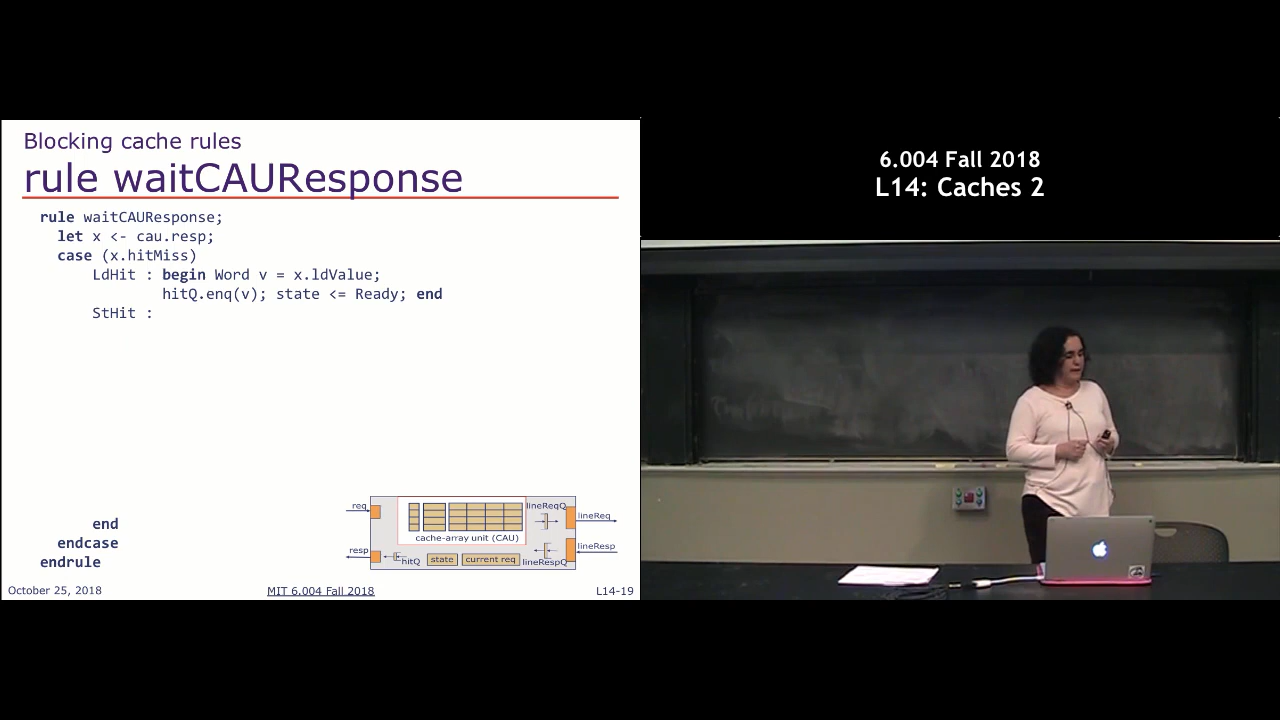 Blocking cache rules
rule waitCAUResponse
rule waitCAUResponse;
let x <- cau.resp;
case (x.hitMiss)
LdHit : begin Word v = x.ldValue;
hitQ.enq(v); state <= Ready; end
StHit :
end
endcase
endrule
req
resp
cache-array unit (CAU)
hitQ
state
current req
lineReqQ
lineReq
lineResp
lineRespQ
October 25, 2018
MIT 6.004 Fall 2018
L14-19
6.004 Fall 2018
L14: Caches 2